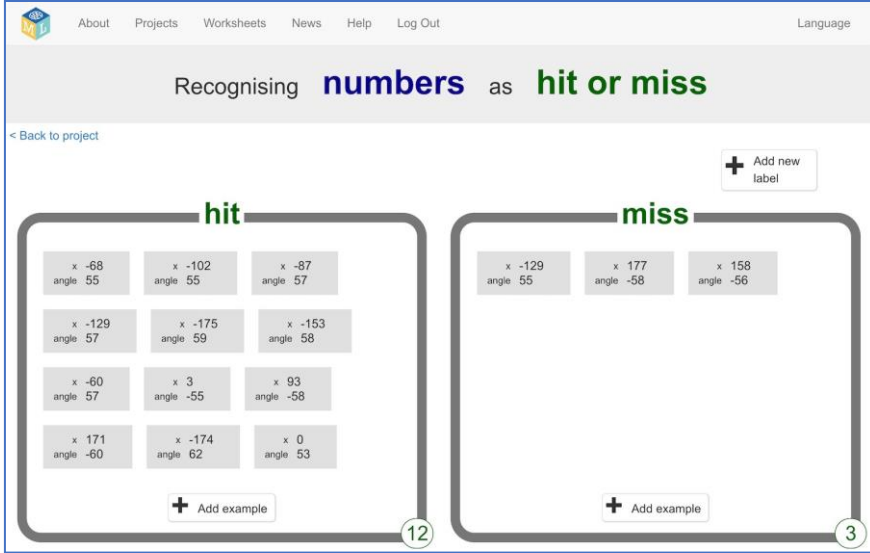 About Projects Worksheets News Help Log Out Language
Recognising numbers as hit or miss
< Back to project
Add new
label
hit
x -68 x -102 x -87
angle 55 angle 55 angle 57
x -129 x -175 x -153
angle 57 angle 59 angle 58
x -60 x 3 x 93
angle 57 angle -55 angle -58
x 171 x -174 x 0
angle -60 angle 62 angle 53
Add example
12
miss
x -129 x 177 x 158
angle 55 angle -58 angle -56
Add example
3